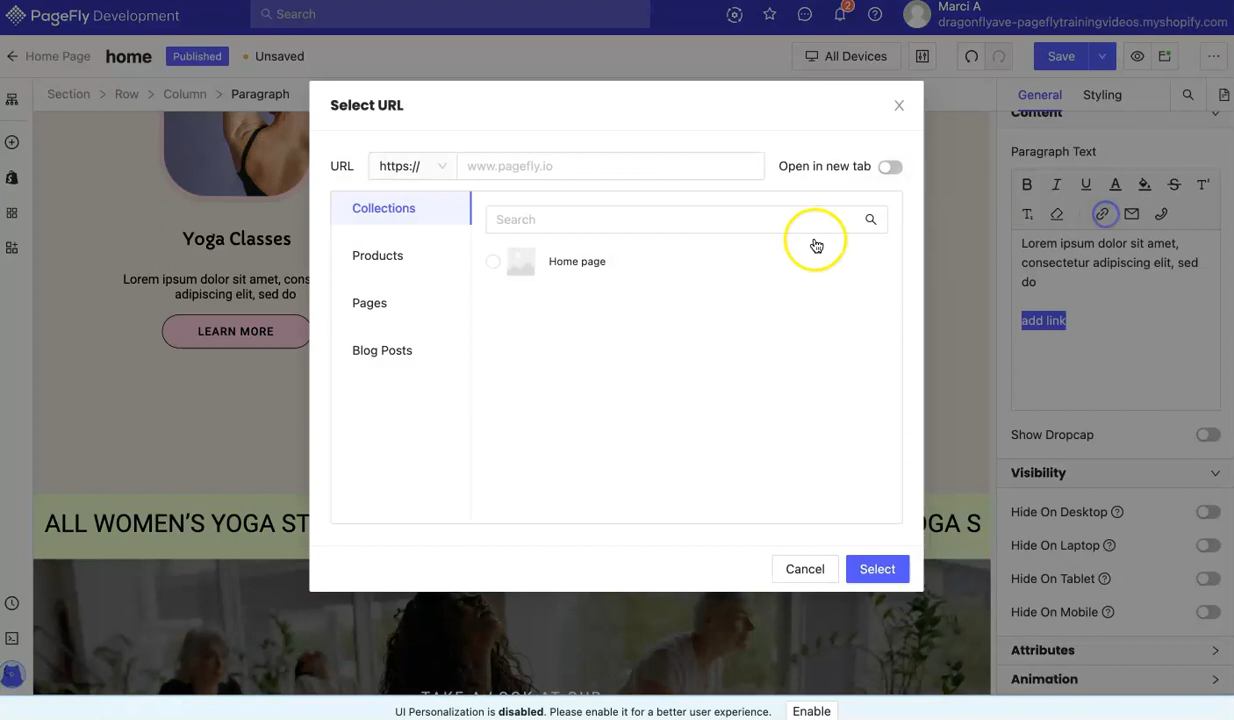 PageFly Development
Search
2
Marci A
dragonflyave-pageflytrainingvideos.myshopify.com
Home Page
home
Published
Unsaved
All Devices
Save
Section > Row > Column > Paragraph
General
Styling
Select URL
Content
URL
https://
www.pagefly.io
Open in new tab
Paragraph Text
Collections
Search
Home page
Products
Pages
Blog Posts
Cancel
Select
B I U A S T
Lorem ipsum dolor sit amet,
consectetur adipiscing elit, sed
do
add link
Show Dropcap
Visibility
Hide On Desktop
Hide On Laptop
Hide On Tablet
Hide On Mobile
Attributes
Animation
Yoga Classes
Lorem ipsum dolor sit amet, cons
adipiscing elit, sed do
LEARN MORE
ALL WOMEN'S YOGA ST
OGA S
TAKE A LOOK AT OUR
UI Personalization is disabled. Please enable it for a better user experience.
Enable